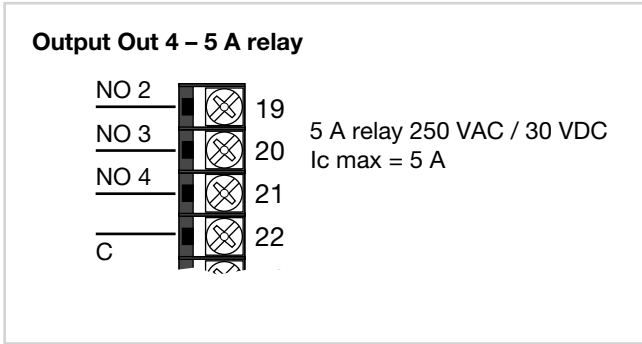 Output Out 4 – 5 A relay
NO 2
19
NO 3
20
5 A relay 250 VAC / 30 VDC
Ic max = 5 A
NO 4
21
22
C